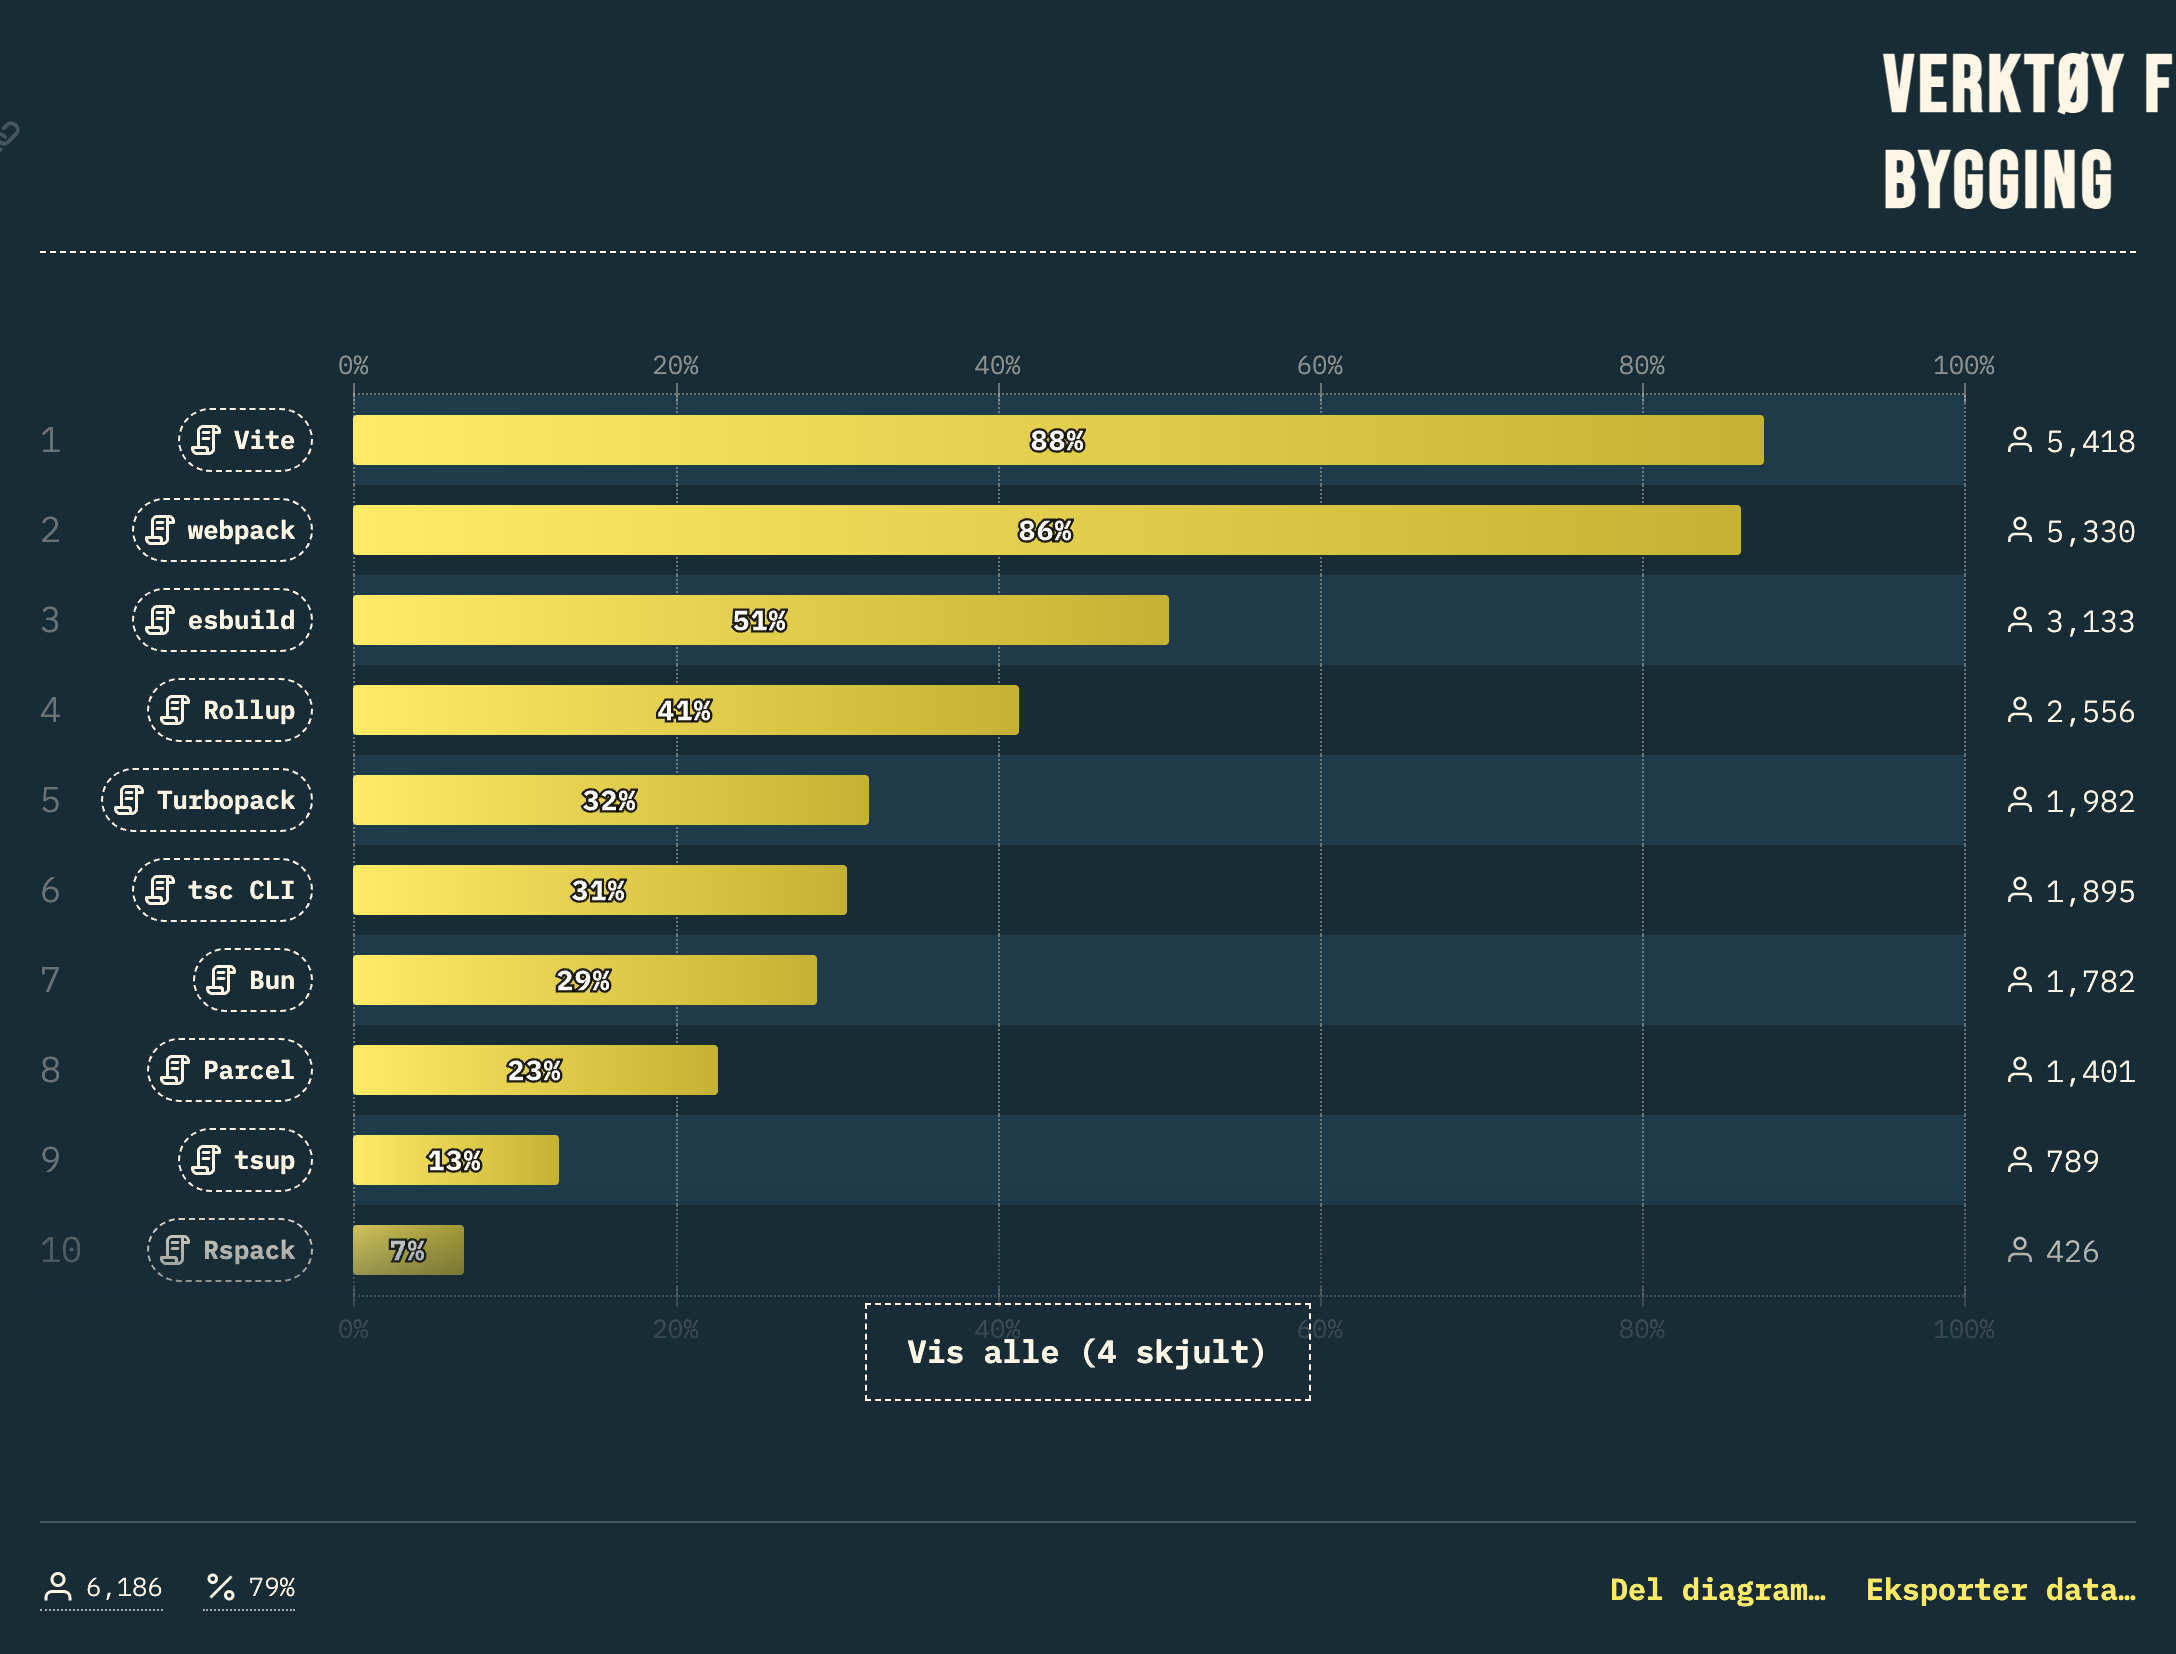 VERKTØY F
BYGGING
0% 20% 40% 60% 80% 100%
1 Vite 88% 5,418
2 webpack 86% 5,330
3 esbuild 51% 3,133
4 Rollup 41% 2,556
5 Turbopack 32% 1,982
6 tsc CLI 31% 1,895
7 Bun 29% 1,782
8 Parcel 23% 1,401
9 tsup 13% 789
10 Rspack 7% 426
0% 20% 40% 60% 80% 100%
Vis alle (4 skjult)
6,186 79% Del diagram… Eksporter data…